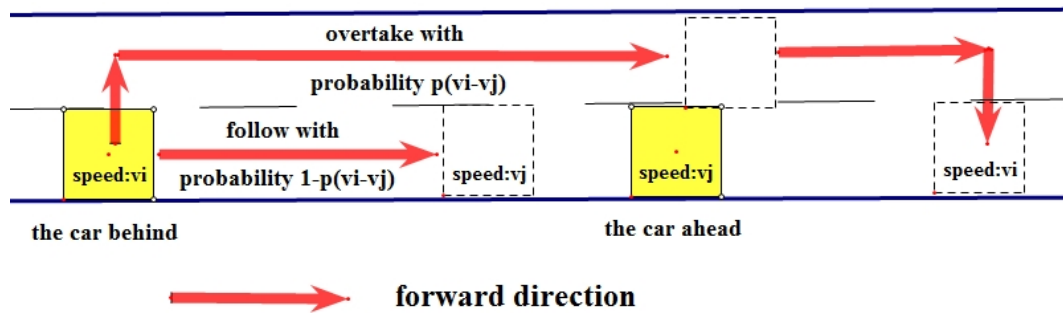 overtake with
probability p(vi-vj)
follow with
probability 1-p(vi-vj)
speed:vi
speed:vj
speed:vj
speed:vi
the car behind
the car ahead
forward direction